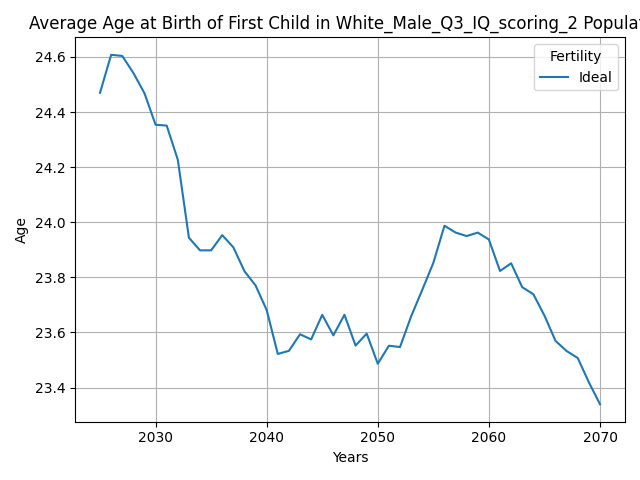 Average Age at Birth of First Child in White_Male_Q3_IQ_scoring_2 Populat
Fertility
Ideal
24.6
24.4
24.2
24.0
23.8
23.6
23.4
Age
2030 2040 2050 2060 2070
Years